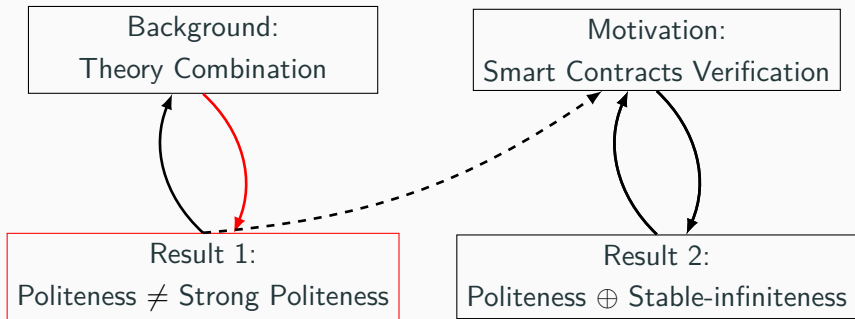 Background:
Theory Combination
Motivation:
Smart Contracts Verification
Result 1:
Politeness ≠ Strong Politeness
Result 2:
Politeness ⊕ Stable-infiniteness